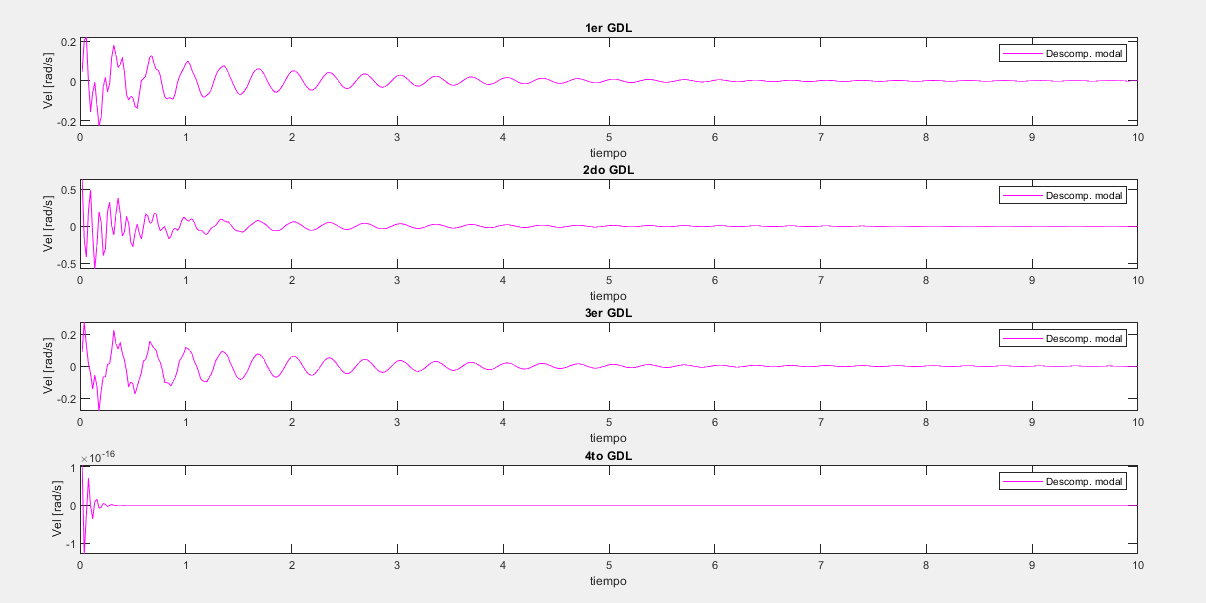 1er GDL
0.2
0
-0.2
Vel [rad/s]
Descomp. modal
0 1 2 3 4 5 6 7 8 9 10
tiempo
2do GDL
0.5
0
-0.5
Vel [rad/s]
Descomp. modal
0 1 2 3 4 5 6 7 8 9 10
tiempo
3er GDL
0.2
0
-0.2
Vel [rad/s]
Descomp. modal
0 1 2 3 4 5 6 7 8 9 10
tiempo
4to GDL
×10^-16
1
0
-1
Vel [rad/s]
Descomp. modal
0 1 2 3 4 5 6 7 8 9 10
tiempo